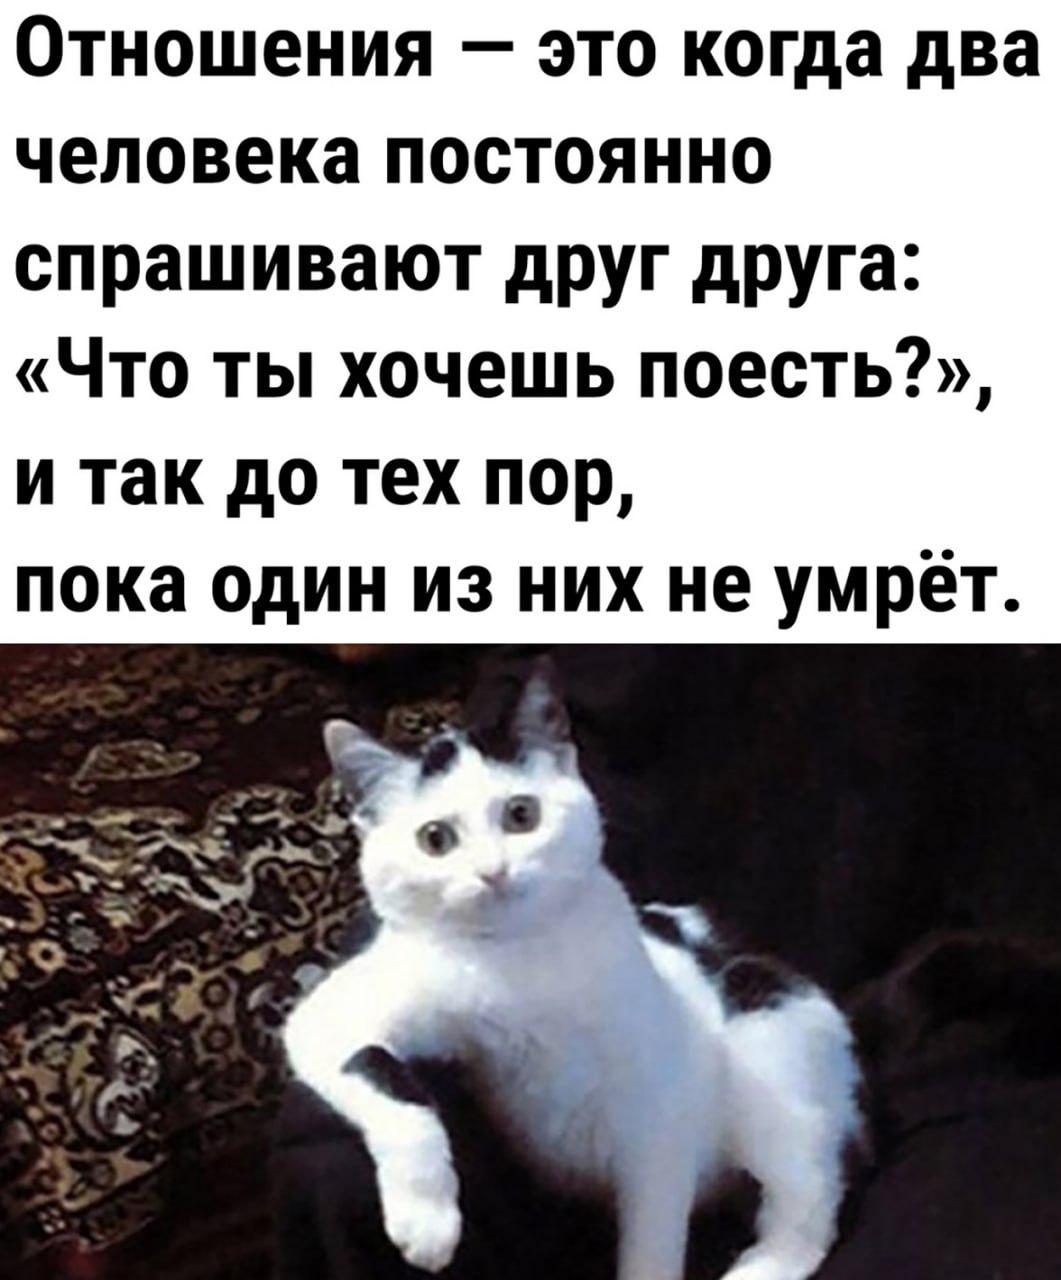 Отношения – это когда два
человека постоянно
спрашивают друг друга:
«Что ты хочешь поесть?»,
и так до тех пор,
пока один из них не умрёт.